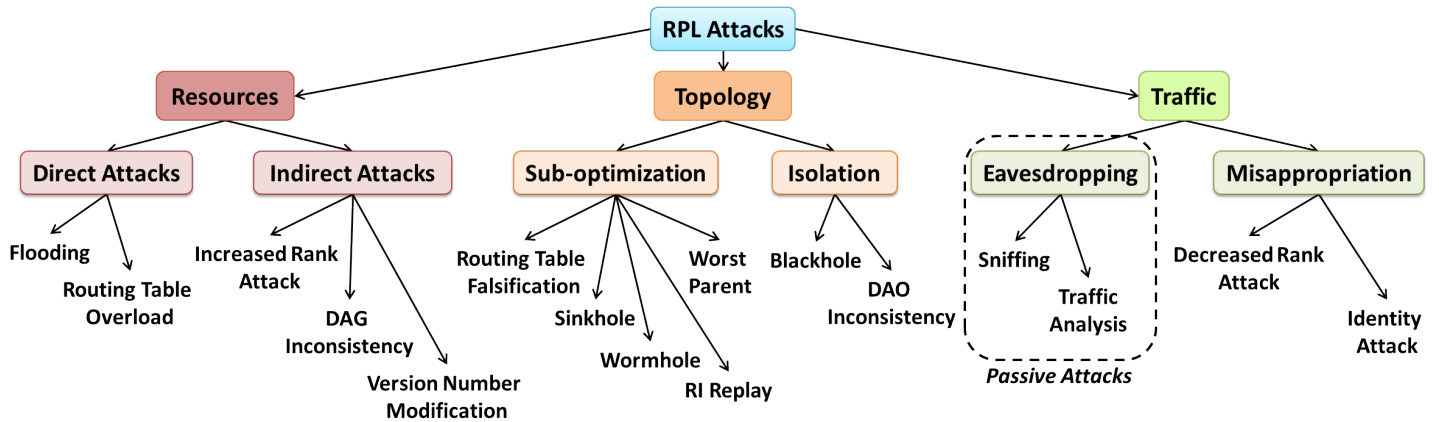 RPL Attacks
Resources
Topology
Traffic
Direct Attacks
Indirect Attacks
Sub-optimization
Isolation
Eavesdropping
Misappropriation
Flooding
Routing Table
Overload
Increased Rank
Attack
DAG
Inconsistency
Version Number
Modification
Routing Table
Falsification
Sinkhole
Wormhole
RI Replay
Worst
Parent
Blackhole
DAO
Inconsistency
Sniffing
Traffic
Analysis
Passive Attacks
Decreased Rank
Attack
Identity
Attack